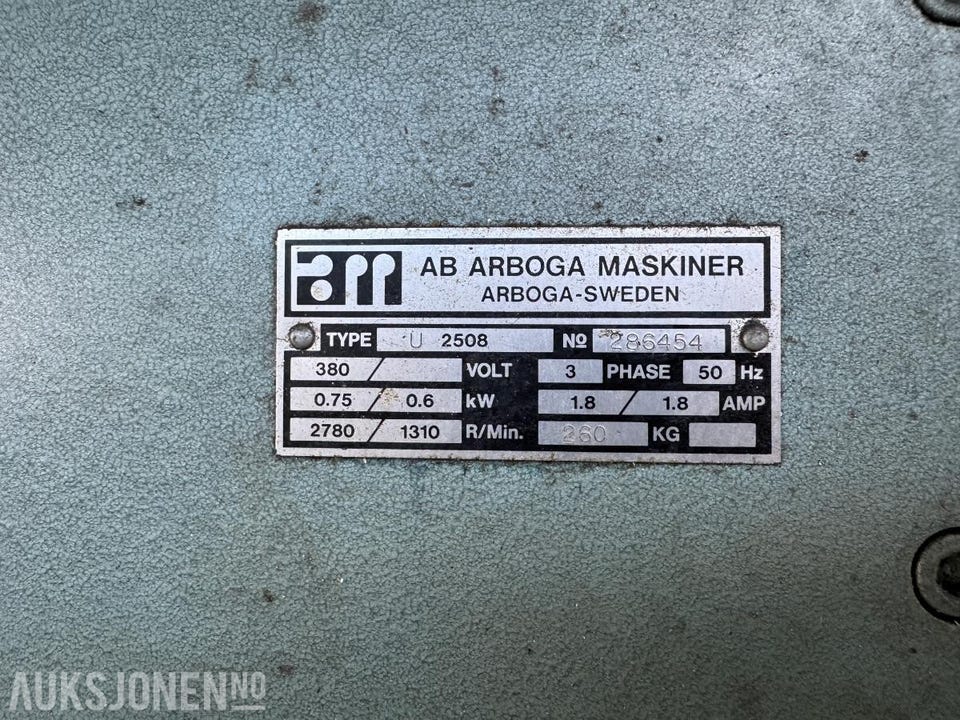 am AB ARBOGA MASKINER
ARBOGA-SWEDEN
TYPE U 2508 Nº 286454
380 / VOLT 3 PHASE 50 Hz
0.75 / 0.6 kW 1.8 / 1.8 AMP
2780 / 1310 R/Min. 260 KG
AUKSJONEN.NO